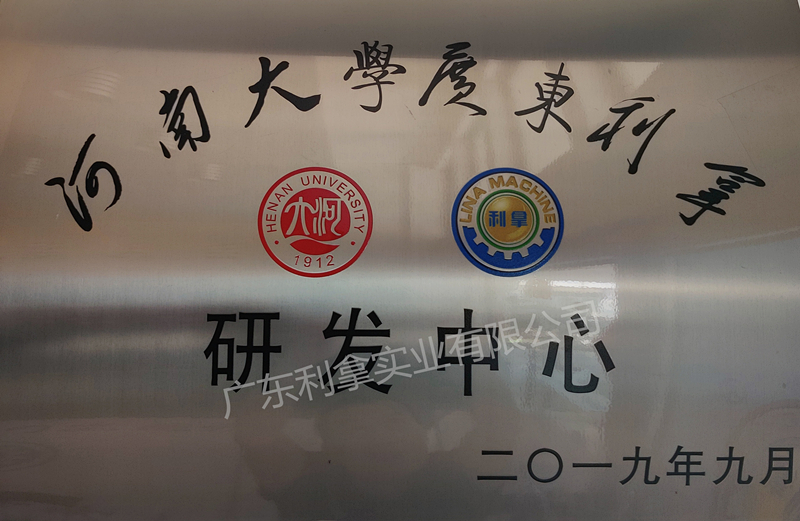 河南大學廣東利拿
HENAN UNIVERSITY
大河
1912
LINA MACHINE
利拿
研发中心
广东利拿实业有限公司
二〇一九年九月